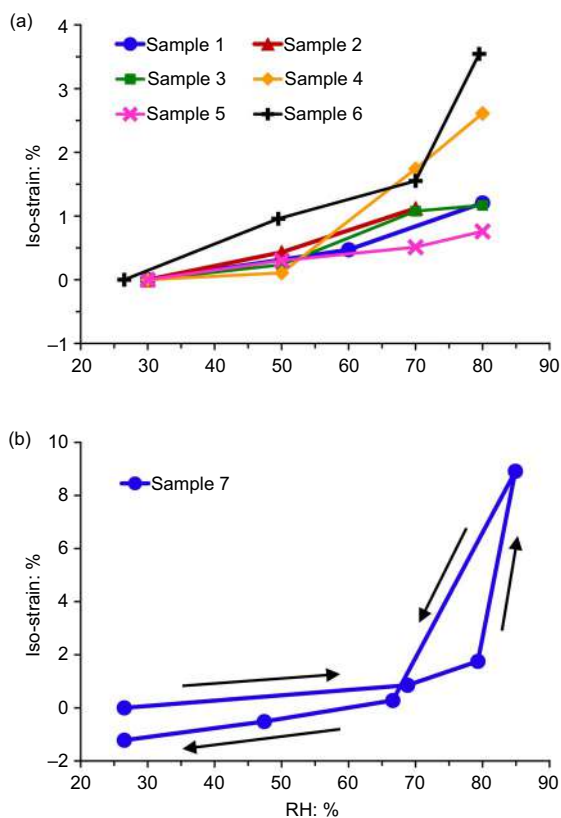 (a)
4
3
2
1
0
–1
Iso-strain: %
Sample 1 Sample 2
Sample 3 Sample 4
Sample 5 Sample 6
20 30 40 50 60 70 80 90
(b)
10
8
6
4
2
0
–2
Iso-strain: %
Sample 7
20 30 40 50 60 70 80 90
RH: %